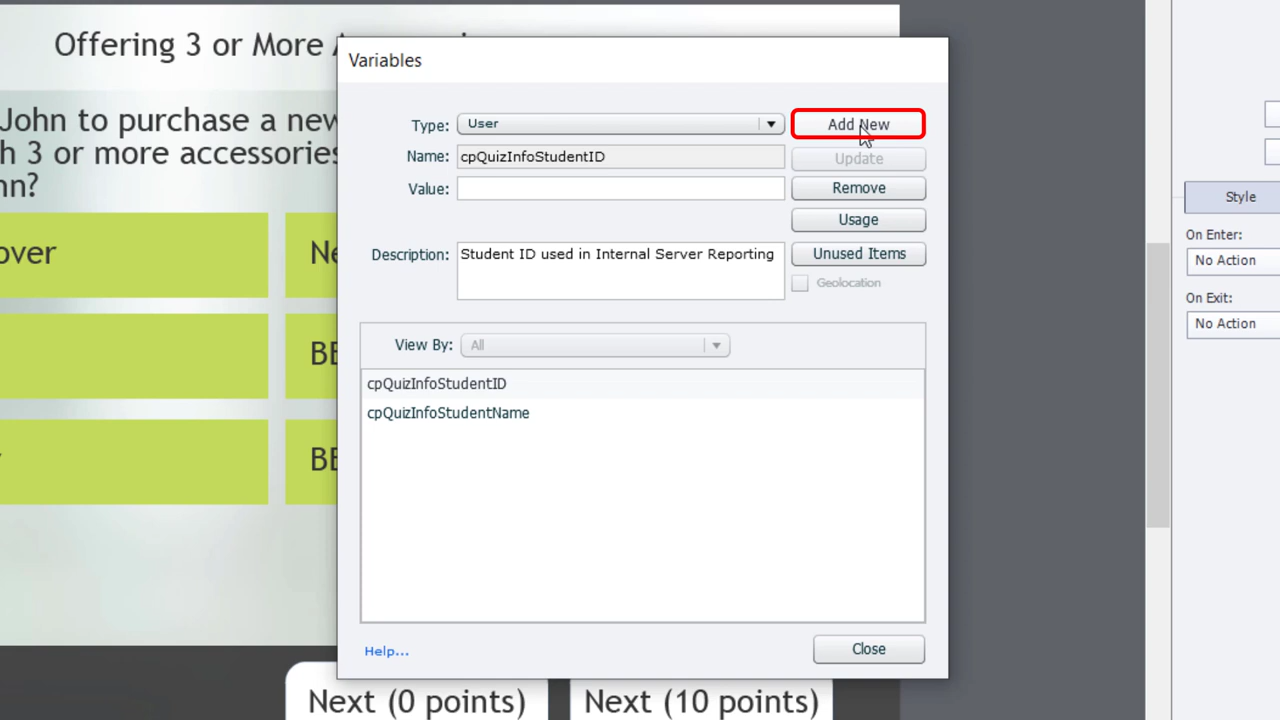 Offering 3 or More
John to purchase a new
h 3 or more accessories
nn?
over
Ne
BE
BE
Variables
Type: User
Add New
Name: cpQuizInfoStudentID
Update
Value:
Remove
Usage
Description: Student ID used in Internal Server Reporting
Unused Items
Geolocation
View By: All
cpQuizInfoStudentID
cpQuizInfoStudentName
Help...
Close
Next (0 points)
Next (10 points)
Style
On Enter:
No Action
On Exit:
No Action